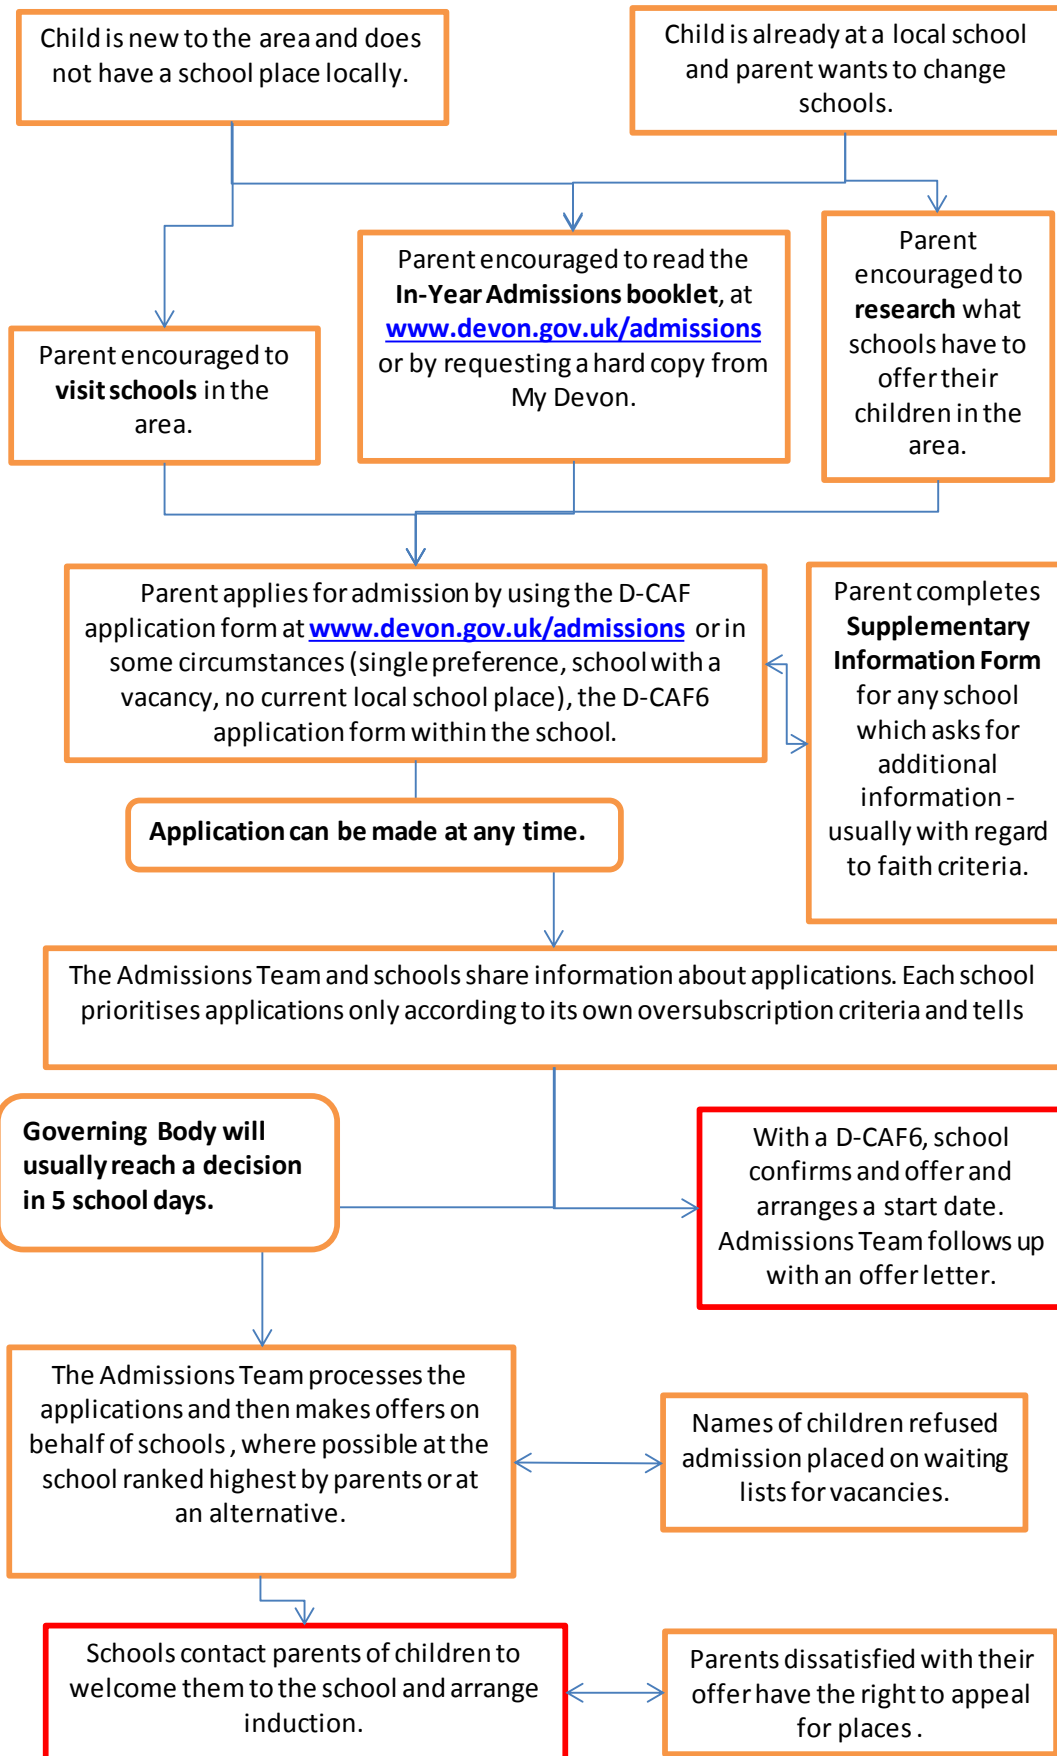 Child is new to the area and does
not have a school place locally.
Child is already at a local school
and parent wants to change
schools.
Parent encouraged to
visit schools in the
area.
Parent encouraged to read the
In-Year Admissions booklet, at
www.devon.gov.uk/admissions
or by requesting a hard copy from
My Devon.
Parent
encouraged to
research what
schools have to
offer their
children in the
area.
Parent applies for admission by using the D-CAF
application form at www.devon.gov.uk/admissions or in
some circumstances (single preference, school with a
vacancy, no current local school place), the D-CAF6
application form within the school.
Parent completes
Supplementary
Information Form
for any school
which asks for
additional
information -
usually with regard
to faith criteria.
Application can be made at any time.
The Admissions Team and schools share information about applications. Each school
prioritises applications only according to its own oversubscription criteria and tells
Governing Body will
usually reach a decision
in 5 school days.
With a D-CAF6, school
confirms and offer and
arranges a start date.
Admissions Team follows up
with an offer letter.
The Admissions Team processes the
applications and then makes offers on
behalf of schools , where possible at the
school ranked highest by parents or at
an alternative.
Names of children refused
admission placed on waiting
lists for vacancies.
Schools contact parents of children to
welcome them to the school and arrange
induction.
Parents dissatisfied with their
offer have the right to appeal
for places .